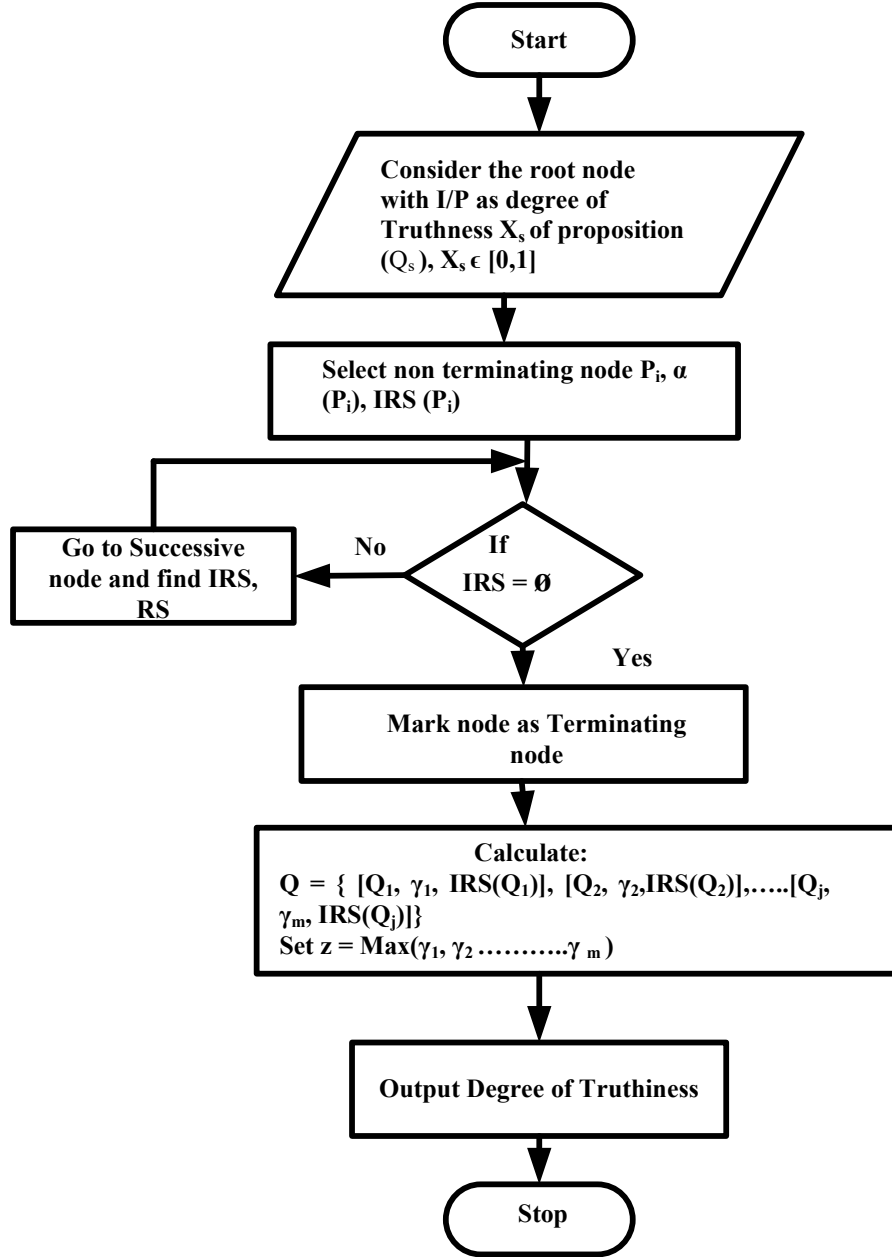 Start
Consider the root node
with I/P as degree of
Truthness Xₛ of proposition
(Qₛ ), Xₛ ϵ [0,1]
Select non terminating node Pᵢ, α
(Pᵢ), IRS (Pᵢ)
If
IRS = Ø
No
Go to Successive
node and find IRS,
RS
Yes
Mark node as Terminating
node
Calculate:
Q = { [Q₁, γ₁, IRS(Q₁)], [Q₂, γ₂,IRS(Q₂)],…..[Qⱼ,
γₘ, IRS(Qⱼ)]}
Set z = Max(γ₁, γ₂ ………..γ ₘ )
Output Degree of Truthiness
Stop